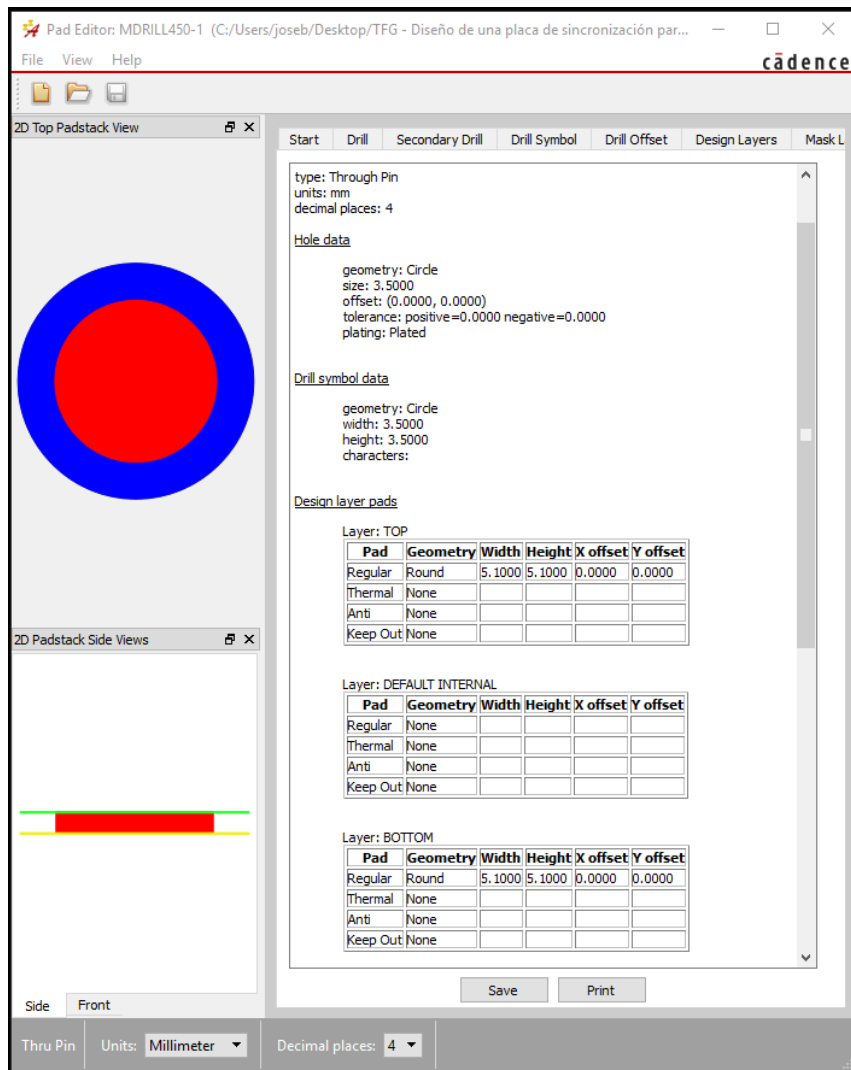 Pad Editor: MDRILL450-1 (C:/Users/joseb/Desktop/TFG - Diseño de una placa de sincronización par...
File View Help
cādence
2D Top Padstack View
Start Drill Secondary Drill Drill Symbol Drill Offset Design Layers Mask L
type: Through Pin
units: mm
decimal places: 4
Hole data
geometry: Circle
size: 3.5000
offset: (0.0000, 0.0000)
tolerance: positive=0.0000 negative=0.0000
plating: Plated
Drill symbol data
geometry: Circle
width: 3.5000
height: 3.5000
characters:
Design layer pads
Layer: TOP
Pad Geometry Width Height X offset Y offset
Regular Round 5.1000 5.1000 0.0000 0.0000
Thermal None
Anti None
Keep Out None
2D Padstack Side Views
Layer: DEFAULT INTERNAL
Pad Geometry Width Height X offset Y offset
Regular None
Thermal None
Anti None
Keep Out None
Layer: BOTTOM
Pad Geometry Width Height X offset Y offset
Regular Round 5.1000 5.1000 0.0000 0.0000
Thermal None
Anti None
Keep Out None
Save Print
Side Front
Thru Pin Units: Millimeter Decimal places: 4